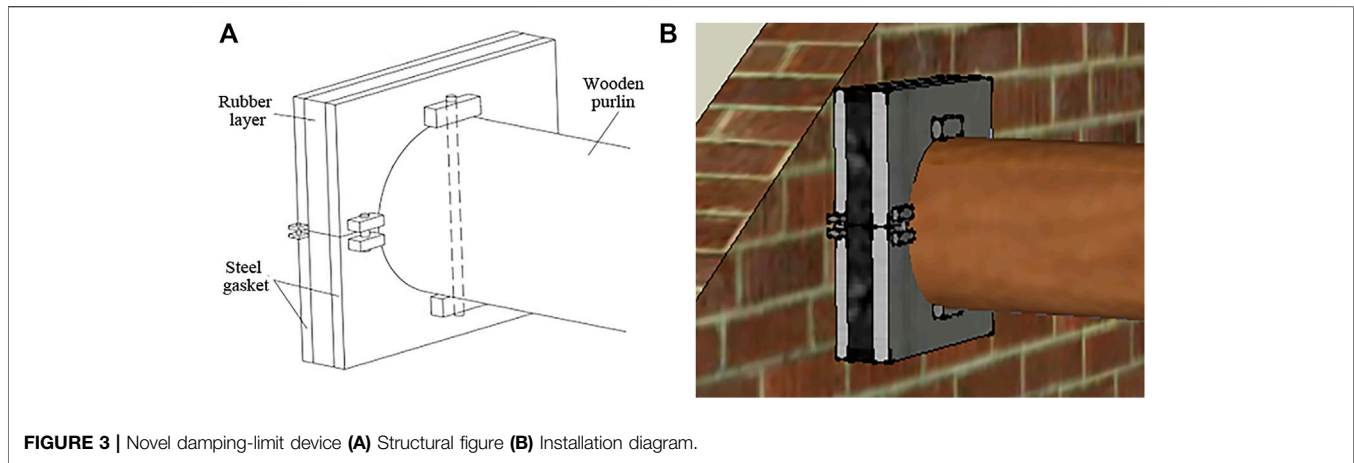 A
Rubber
layer
Wooden
purlin
Steel
gasket
B
FIGURE 3 | Novel damping-limit device (A) Structural figure (B) Installation diagram.